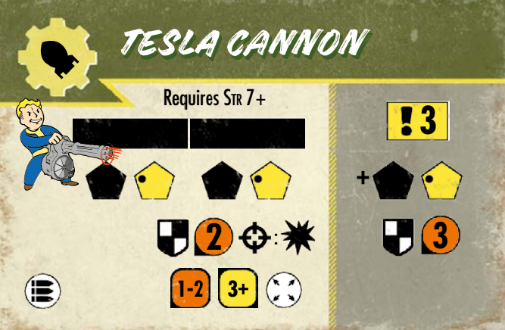 TESLA CANNON
Requires STR 7+
! 3
+
2 :
3
1-2 3+